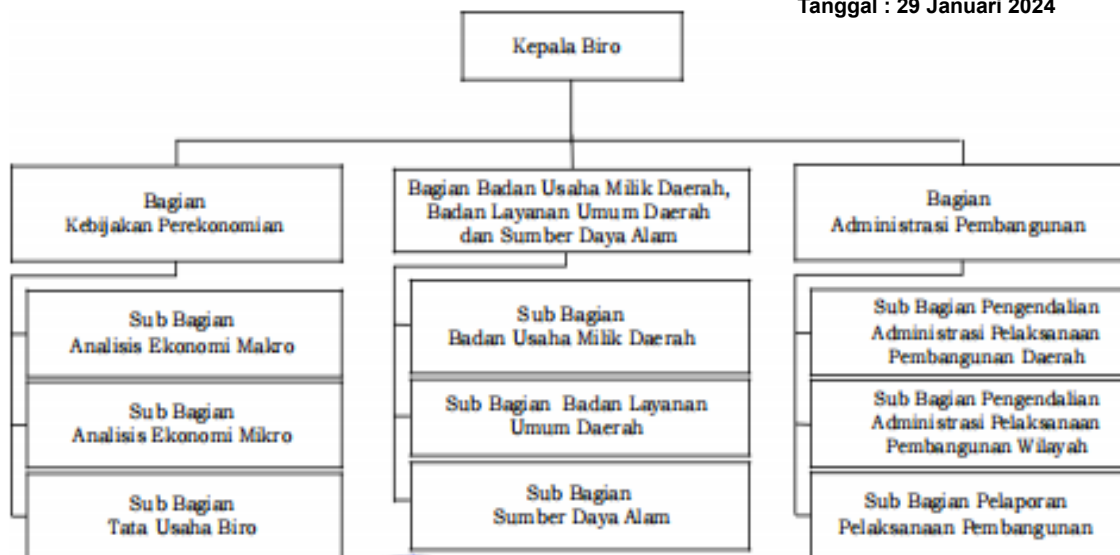 Tanggal : 29 Januari 2024
Kepala Biro
Bagian
Kebijakan Perekonomian
Sub Bagian
Analisis Ekonomi Makro
Sub Bagian
Analisis Ekonomi Mikro
Sub Bagian
Tata Usaha Biro
Bagian Badan Usaha Milik Daerah,
Badan Layanan Umum Daerah
dan Sumber Daya Alam
Sub Bagian
Badan Usaha Milik Daerah
Sub Bagian Badan Layanan
Umum Daerah
Sub Bagian
Sumber Daya Alam
Bagian
Administrasi Pembangunan
Sub Bagian Pengendalian
Administrasi Pelaksanaan
Pembangunan Daerah
Sub Bagian Pengendalian
Administrasi Pelaksanaan
Pembangunan Wilayah
Sub Bagian Pelaporan
Pelaksanaan Pembangunan